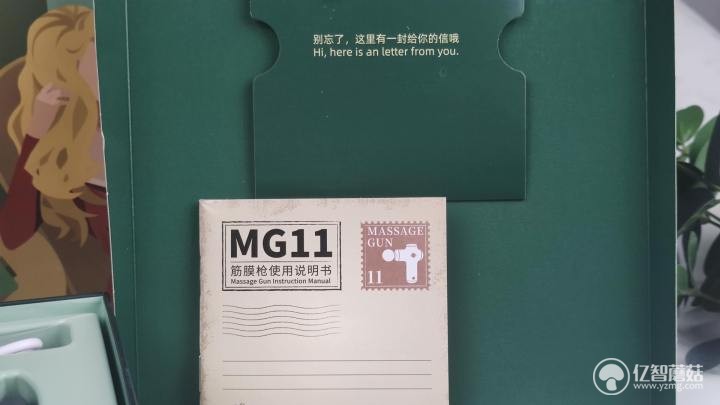 别忘了，这里有一封给你的信哦
Hi, here is an letter from you.
MG11
筋膜枪使用说明书
Massage Gun Instruction Manual
MASSAGE
GUN
11
亿智蘑菇
www.yzmg.com